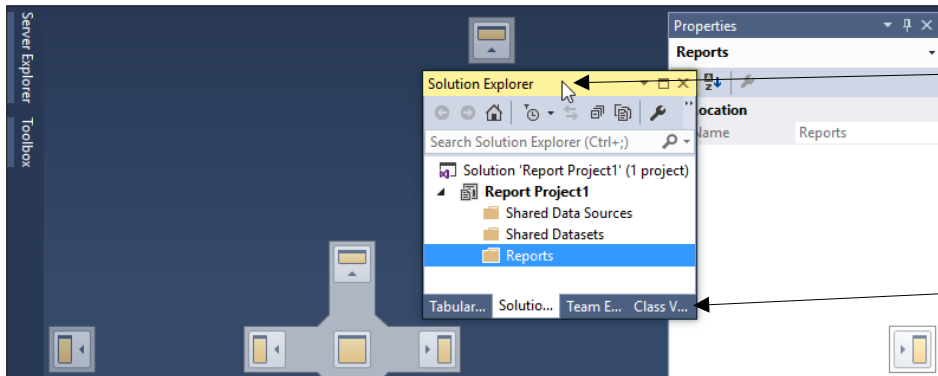 Server Explorer
Toolbox
Properties
Reports
Solution Explorer
Location
Name Reports
Search Solution Explorer (Ctrl+;)
Solution 'Report Project1' (1 project)
Report Project1
Shared Data Sources
Shared Datasets
Reports
Tabular... Solutio... Team E... Class V...